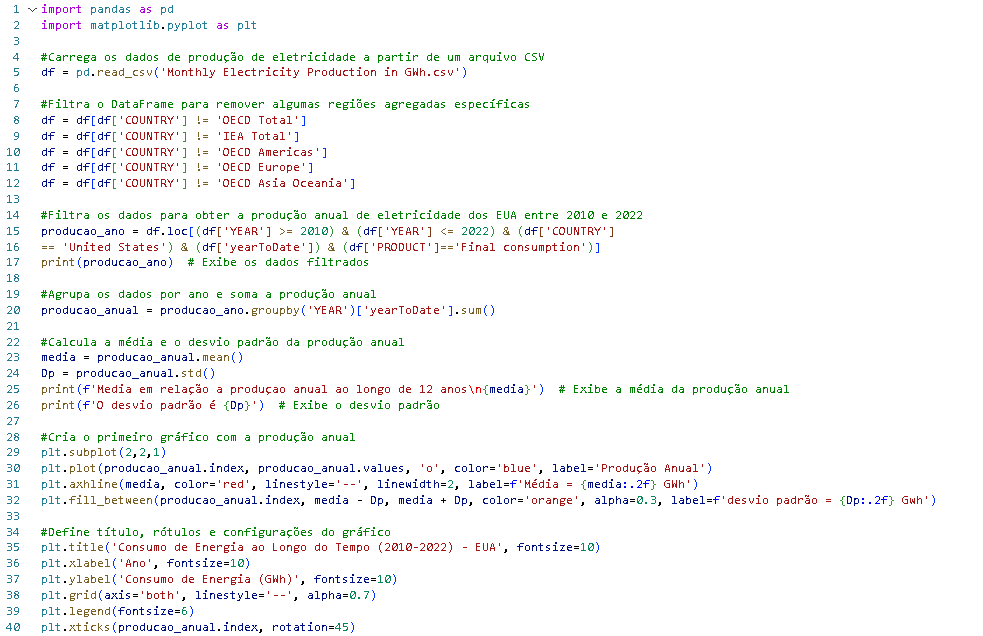 1 import pandas as pd
2 import matplotlib.pyplot as plt
3
4 #Carrega os dados de produção de eletricidade a partir de um arquivo CSV
5 df = pd.read_csv('Monthly Electricity Production in GWh.csv')
6
7 #Filtra o DataFrame para remover algumas regiões agregadas específicas
8 df = df[df['COUNTRY'] != 'OECD Total']
9 df = df[df['COUNTRY'] != 'IEA Total']
10 df = df[df['COUNTRY'] != 'OECD Americas']
11 df = df[df['COUNTRY'] != 'OECD Europe']
12 df = df[df['COUNTRY'] != 'OECD Asia Oceania']
13
14 #Filtra os dados para obter a produção anual de eletricidade dos EUA entre 2010 e 2022
15 producao_ano = df.loc[(df['YEAR'] >= 2010) & (df['YEAR'] <= 2022) & (df['COUNTRY']
16 == 'United States') & (df['yearToDate']) & (df['PRODUCT']=='Final consumption')]
17 print(producao_ano)  # Exibe os dados filtrados
18
19 #Agrupa os dados por ano e soma a produção anual
20 producao_anual = producao_ano.groupby('YEAR')['yearToDate'].sum()
21
22 #Calcula a média e o desvio padrão da produção anual
23 media = producao_anual.mean()
24 Dp = producao_anual.std()
25 print(f'Media em relação a produçao anual ao longo de 12 anos\n{media}')  # Exibe a média da produção anual
26 print(f'O desvio padrão é {Dp}')  # Exibe o desvio padrão
27
28 #Cria o primeiro gráfico com a produção anual
29 plt.subplot(2,2,1)
30 plt.plot(producao_anual.index, producao_anual.values, 'o', color='blue', label='Produção Anual')
31 plt.axhline(media, color='red', linestyle='--', linewidth=2, label=f'Média = {media:.2f} GWh')
32 plt.fill_between(producao_anual.index, media - Dp, media + Dp, color='orange', alpha=0.3, label=f'desvio padrão = {Dp:.2f} Gwh')
33
34 #Define título, rótulos e configurações do gráfico
35 plt.title('Consumo de Energia ao Longo do Tempo (2010-2022) - EUA', fontsize=10)
36 plt.xlabel('Ano', fontsize=10)
37 plt.ylabel('Consumo de Energia (GWh)', fontsize=10)
38 plt.grid(axis='both', linestyle='--', alpha=0.7)
39 plt.legend(fontsize=6)
40 plt.xticks(producao_anual.index, rotation=45)